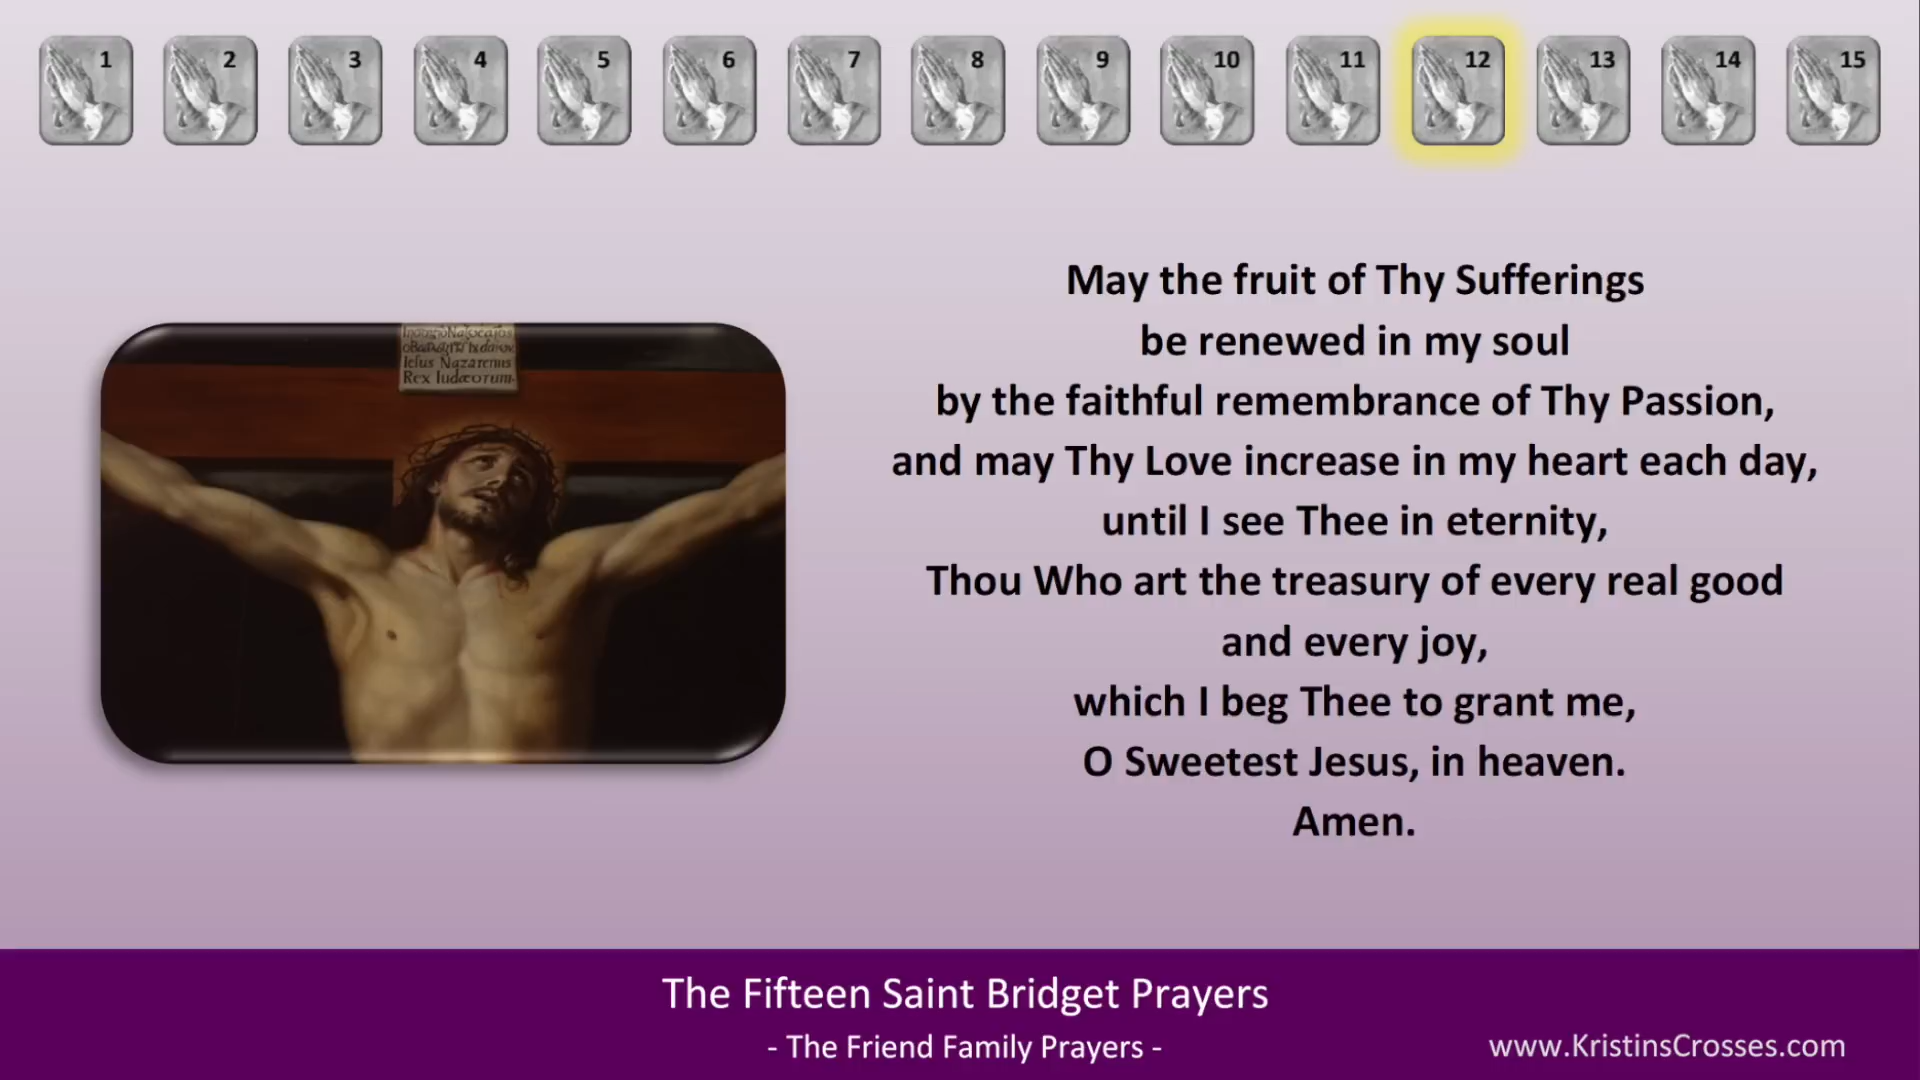 1 2 3 4 5 6 7 8 9 10 11 12 13 14 15
Iesus Nazarenus
Rex Iudæorum
May the fruit of Thy Sufferings
be renewed in my soul
by the faithful remembrance of Thy Passion,
and may Thy Love increase in my heart each day,
until I see Thee in eternity,
Thou Who art the treasury of every real good
and every joy,
which I beg Thee to grant me,
O Sweetest Jesus, in heaven.
Amen.
The Fifteen Saint Bridget Prayers
- The Friend Family Prayers -
www.KristinsCrosses.com